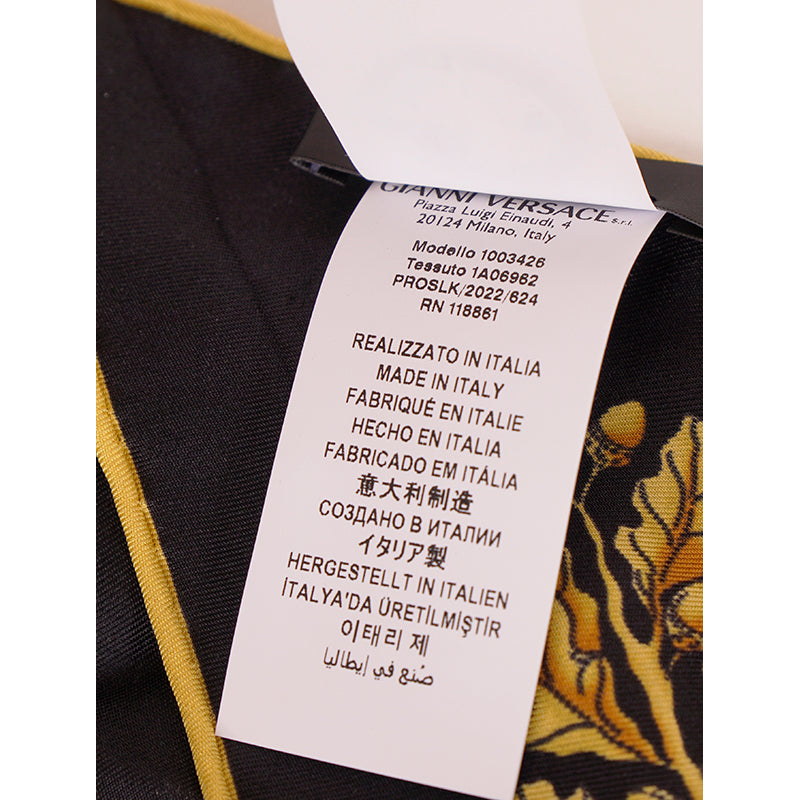 GIANNI VERSACE s.r.l.
Piazza Luigi Einaudi, 4
20124 Milano, Italy
Modello 1003426
Tessuto 1A06962
PROSLK/2022/624
RN 118861
REALIZZATO IN ITALIA
MADE IN ITALY
FABRIQUÉ EN ITALIE
HECHO EN ITALIA
FABRICADO EM ITÁLIA
意大利制造
СОЗДАНО В ИТАЛИИ
イタリア製
HERGESTELLT IN ITALIEN
İTALYA'DA ÜRETİLMİŞTİR
이태리 제
صُنع في إيطاليا